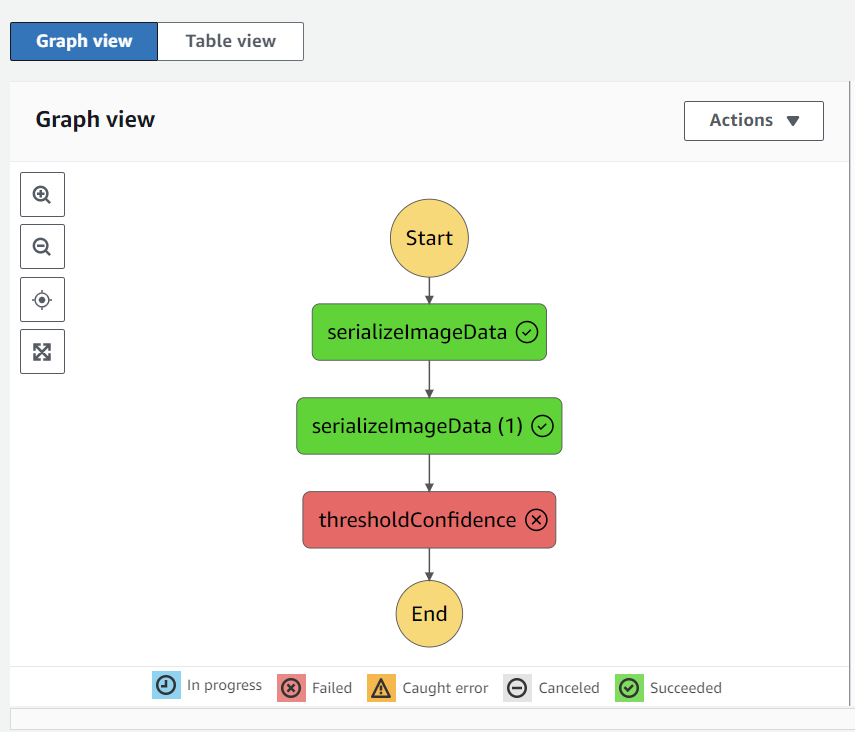 Graph view Table view
Graph view
Actions
Start
serializeImageData
serializeImageData (1)
thresholdConfidence
End
In progress Failed Caught error Canceled Succeeded